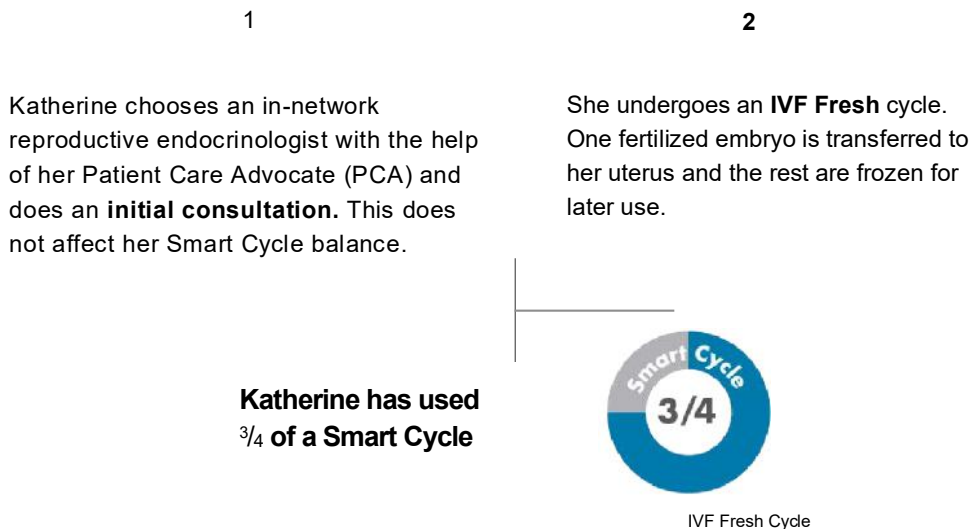 1
Katherine chooses an in-network
reproductive endocrinologist with the help
of her Patient Care Advocate (PCA) and
does an initial consultation. This does
not affect her Smart Cycle balance.
2
She undergoes an IVF Fresh cycle.
One fertilized embryo is transferred to
her uterus and the rest are frozen for
later use.
Katherine has used
3/4 of a Smart Cycle
Smart Cycle
3/4
IVF Fresh Cycle